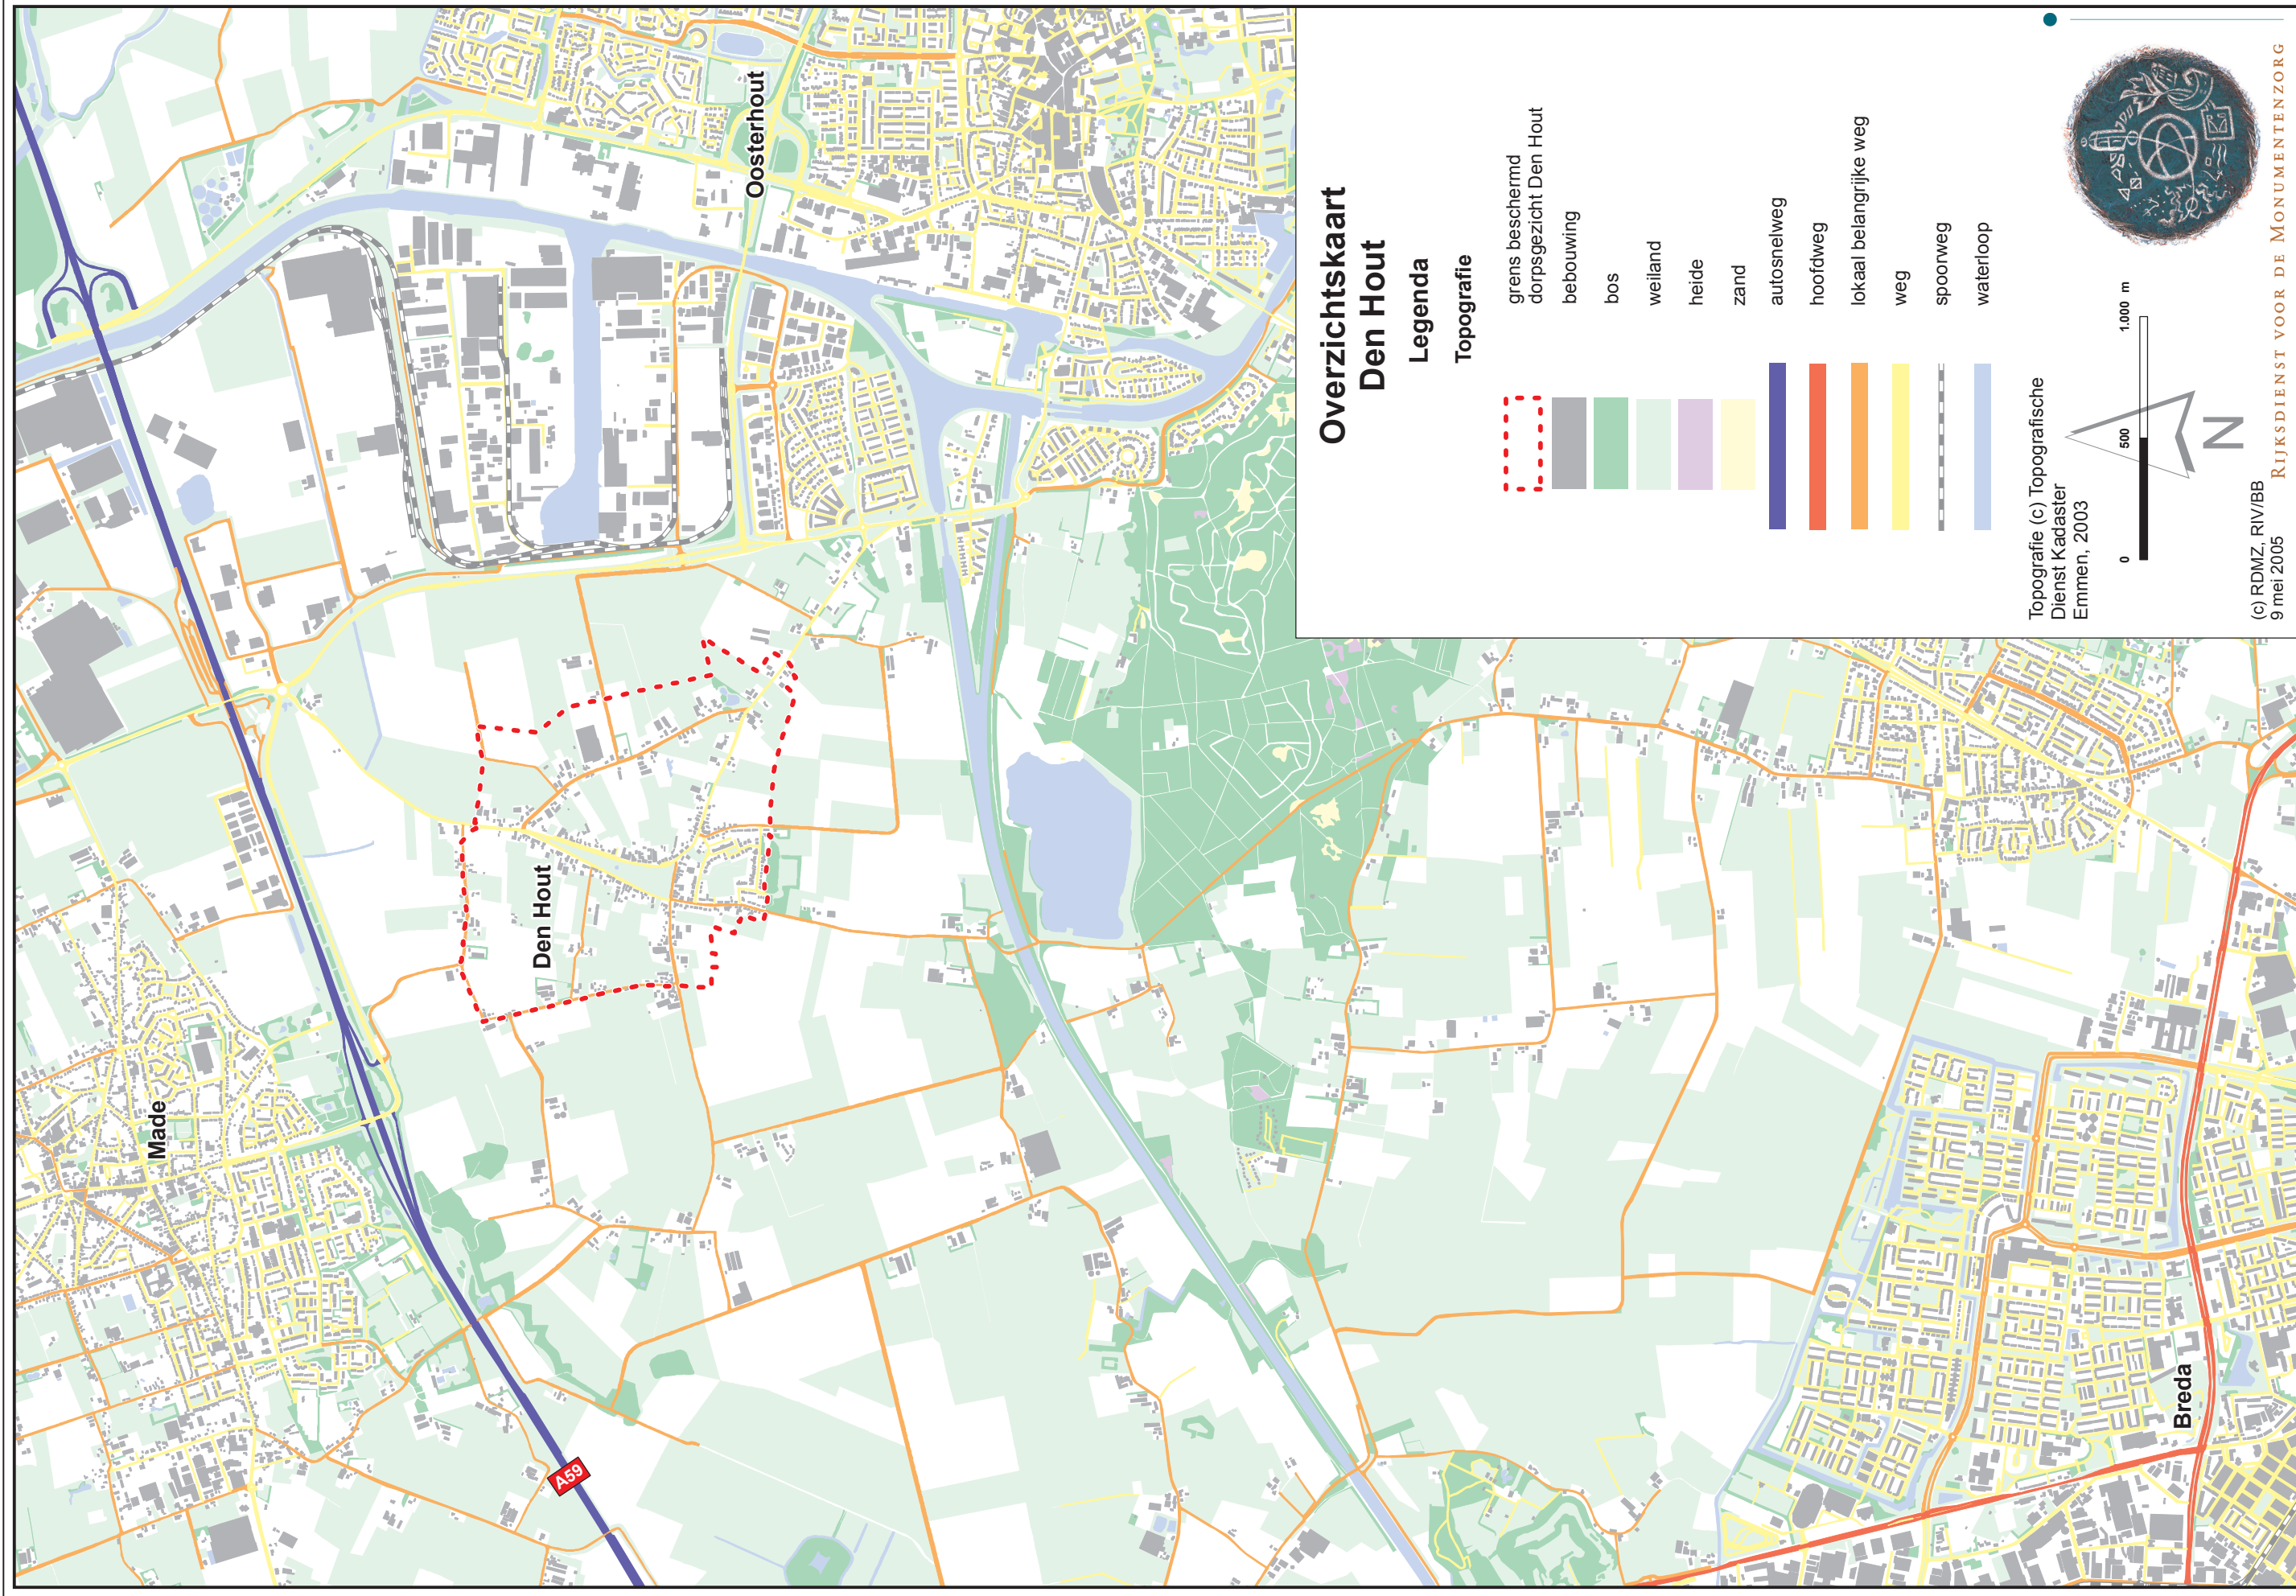 Overzichtskaart
Den Hout
Legenda
Topografie
grens beschermd
dorpsgezicht Den Hout
bebouwing
bos
weiland
heide
zand
autosnelweg
hoofdweg
lokaal belangrijke weg
weg
spoorweg
waterloop
Topografie (c) Topografische
Dienst Kadaster
Emmen, 2003
0 500 1.000 m
N
(c) RDMZ, RIV/BB
9 mei 2005
RIJKSDIENST VOOR DE MONUMENTENZORG
Made
Den Hout
Oosterhout
A59
Breda